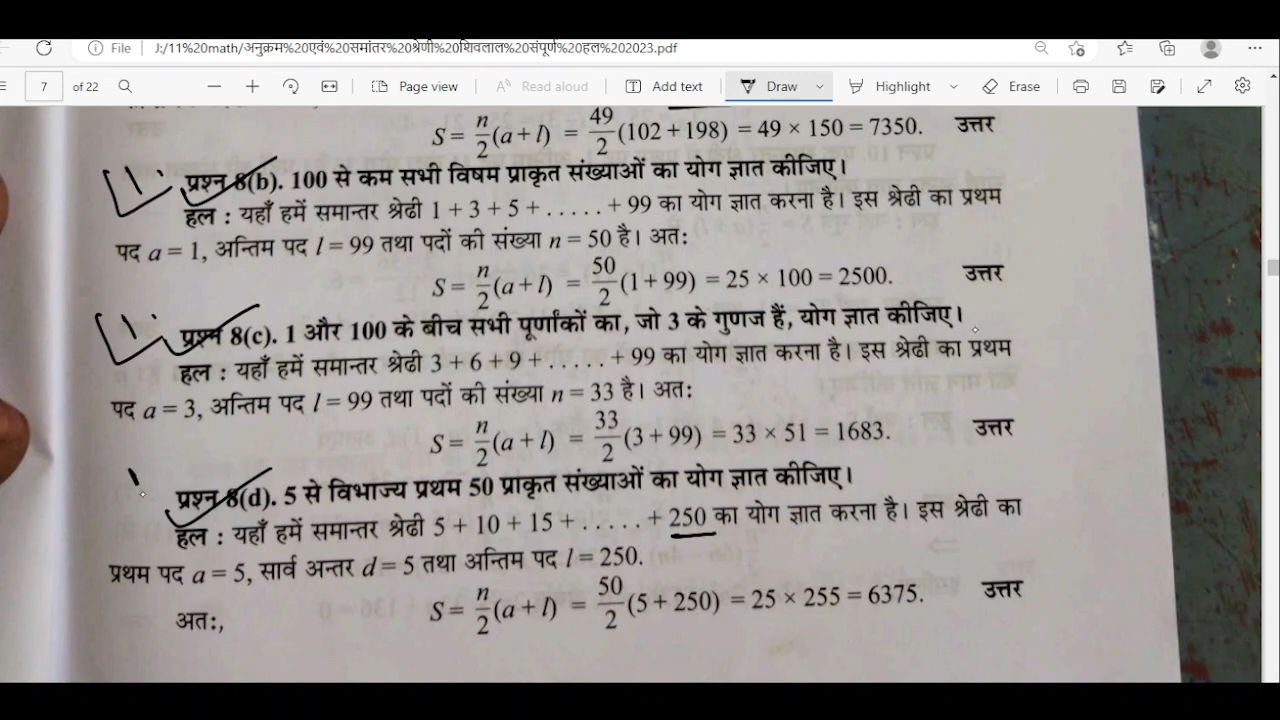 File J:/11%20math/अनुक्रम%20एवं%20समांतर%20श्रेणी%20शिवलाल%20संपूर्ण%20हल%202023.pdf
7 of 22 Page view Read aloud Add text Draw Highlight Erase
S = n/2(a + l) = 49/2(102 + 198) = 49 × 150 = 7350. उत्तर
प्रश्न 8(b). 100 से कम सभी विषम प्राकृत संख्याओं का योग ज्ञात कीजिए।
हल : यहाँ हमें समान्तर श्रेढी 1 + 3 + 5 + ..... + 99 का योग ज्ञात करना है। इस श्रेढी का प्रथम
पद a = 1, अन्तिम पद l = 99 तथा पदों की संख्या n = 50 है। अतः
S = n/2(a + l) = 50/2(1 + 99) = 25 × 100 = 2500. उत्तर
प्रश्न 8(c). 1 और 100 के बीच सभी पूर्णांकों का, जो 3 के गुणज हैं, योग ज्ञात कीजिए।
हल : यहाँ हमें समान्तर श्रेढी 3 + 6 + 9 + ..... + 99 का योग ज्ञात करना है। इस श्रेढी का प्रथम
पद a = 3, अन्तिम पद l = 99 तथा पदों की संख्या n = 33 है। अतः
S = n/2(a + l) = 33/2(3 + 99) = 33 × 51 = 1683. उत्तर
प्रश्न 8(d). 5 से विभाज्य प्रथम 50 प्राकृत संख्याओं का योग ज्ञात कीजिए।
हल : यहाँ हमें समान्तर श्रेढी 5 + 10 + 15 + ..... + 250 का योग ज्ञात करना है। इस श्रेढी का
प्रथम पद a = 5, सार्व अन्तर d = 5 तथा अन्तिम पद l = 250.
अतः, S = n/2(a + l) = 50/2(5 + 250) = 25 × 255 = 6375. उत्तर